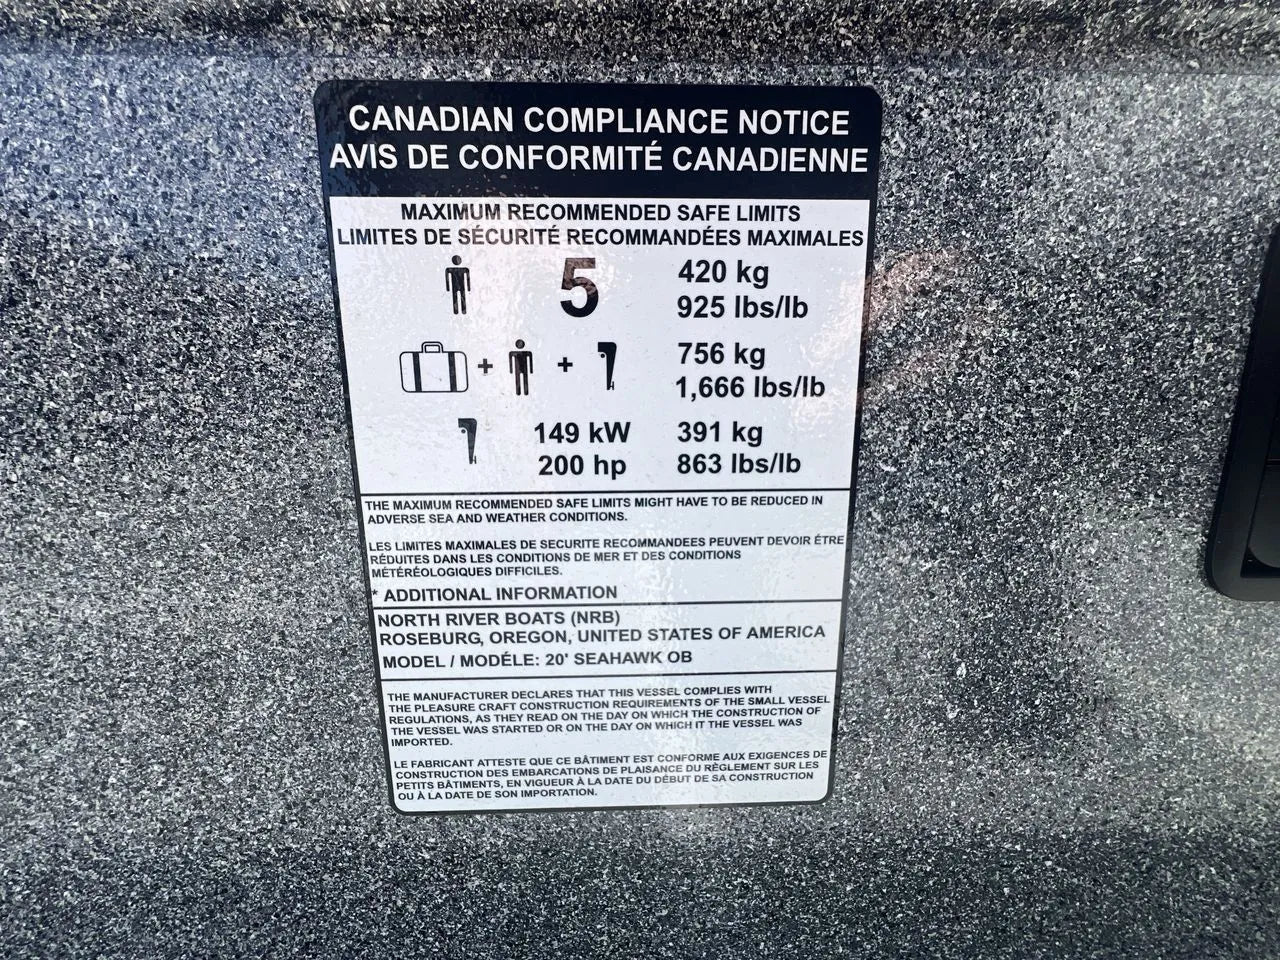 CANADIAN COMPLIANCE NOTICE
AVIS DE CONFORMITÉ CANADIENNE
MAXIMUM RECOMMENDED SAFE LIMITS
LIMITES DE SÉCURITÉ RECOMMANDÉES MAXIMALES
5 420 kg
925 lbs/lb
+ + 756 kg
1,666 lbs/lb
149 kW 391 kg
200 hp 863 lbs/lb
THE MAXIMUM RECOMMENDED SAFE LIMITS MIGHT HAVE TO BE REDUCED IN
ADVERSE SEA AND WEATHER CONDITIONS.
LES LIMITES MAXIMALES DE SECURITE RECOMMANDEES PEUVENT DEVOIR ÉTRE
RÉDUITES DANS LES CONDITIONS DE MER ET DES CONDITIONS
MÉTÉRÉOLOGIQUES DIFFICILES.
* ADDITIONAL INFORMATION
NORTH RIVER BOATS (NRB)
ROSEBURG, OREGON, UNITED STATES OF AMERICA
MODEL / MODÉLE: 20' SEAHAWK OB
THE MANUFACTURER DECLARES THAT THIS VESSEL COMPLIES WITH
THE PLEASURE CRAFT CONSTRUCTION REQUIREMENTS OF THE SMALL VESSEL
REGULATIONS, AS THEY READ ON THE DAY ON WHICH THE CONSTRUCTION OF
THE VESSEL WAS STARTED OR ON THE DAY ON WHICH IT THE VESSEL WAS
IMPORTED.
LE FABRICANT ATTESTE QUE CE BÂTIMENT EST CONFORME AUX EXIGENCES DE
CONSTRUCTION DES EMBARCATIONS DE PLAISANCE DU RÈGLEMENT SUR LES
PETITS BÂTIMENTS, EN VIGUEUR À LA DATE DU DÉBUT DE SA CONSTRUCTION
OU À LA DATE DE SON IMPORTATION.